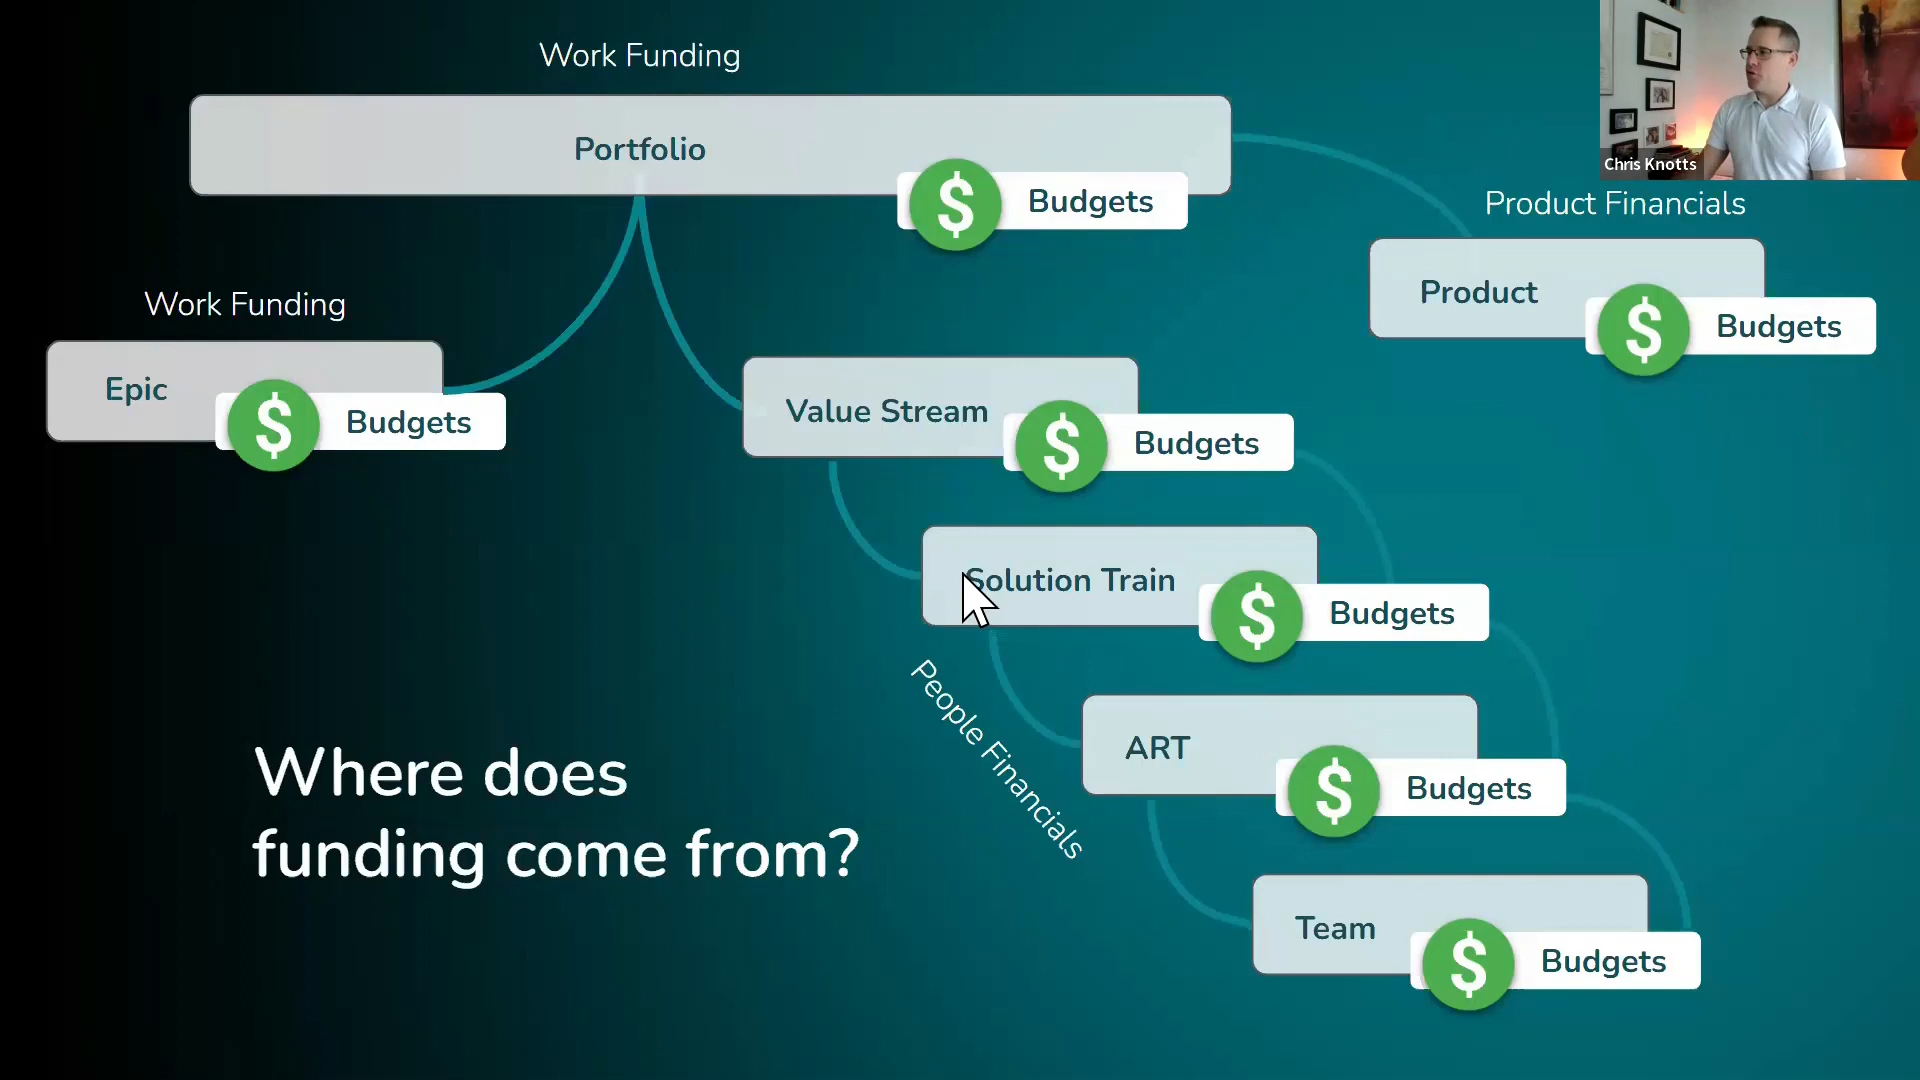 Work Funding
Portfolio
$ Budgets
Chris Knotts
Product Financials
Product
$ Budgets
Work Funding
Epic
$ Budgets
Value Stream
$ Budgets
Solution Train
$ Budgets
People Financials
ART
$ Budgets
Team
$ Budgets
Where does
funding come from?